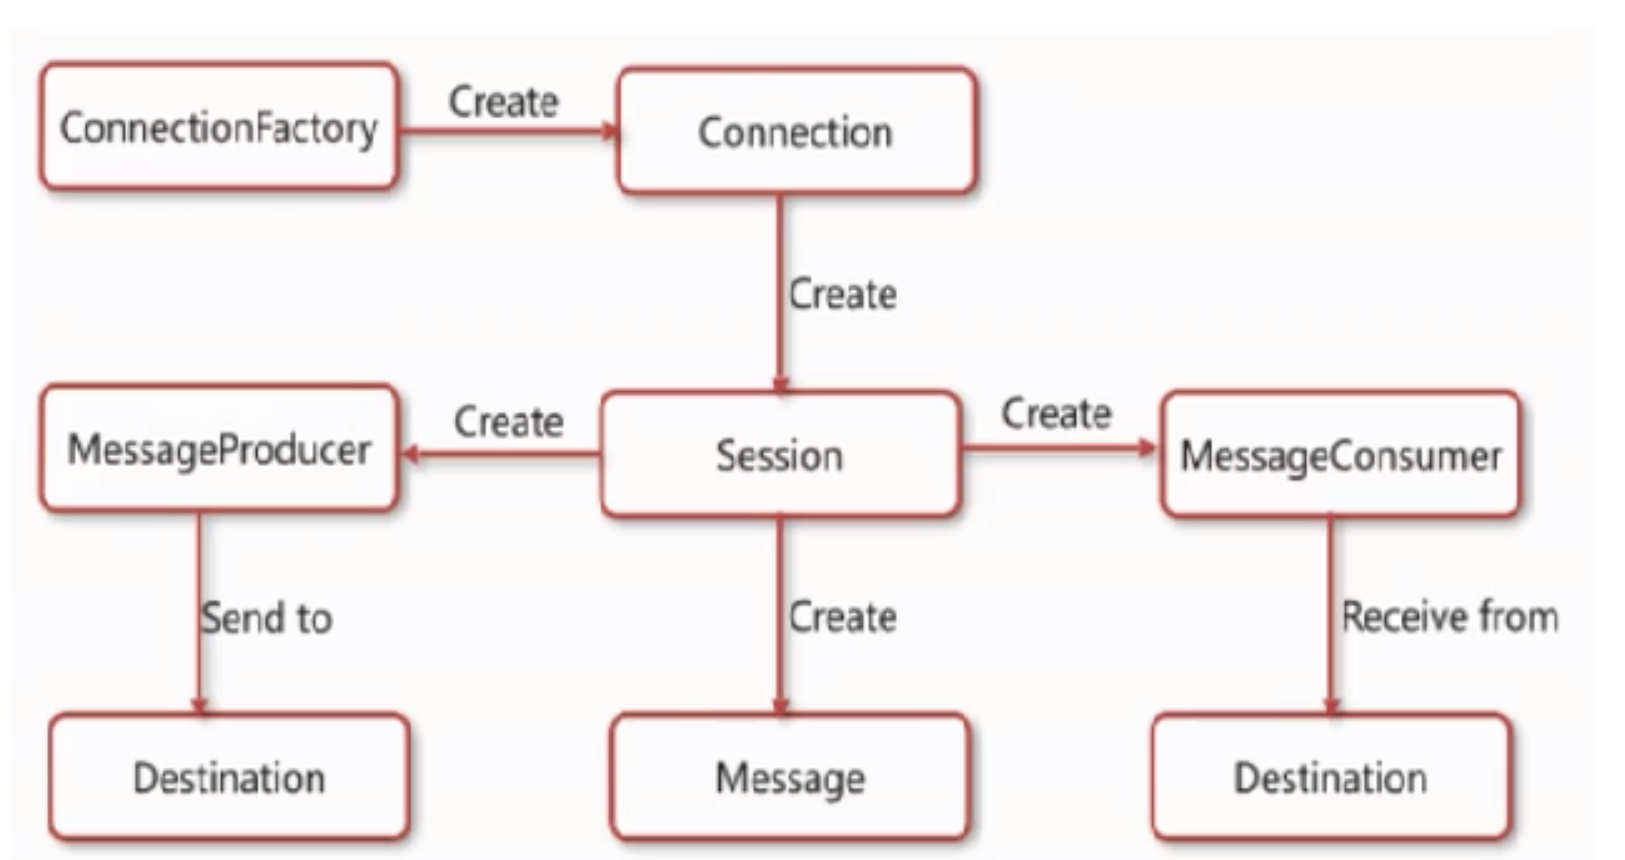 ConnectionFactory
Create
Connection
Create
MessageProducer
Create
Session
Create
MessageConsumer
Send to
Create
Receive from
Destination
Message
Destination